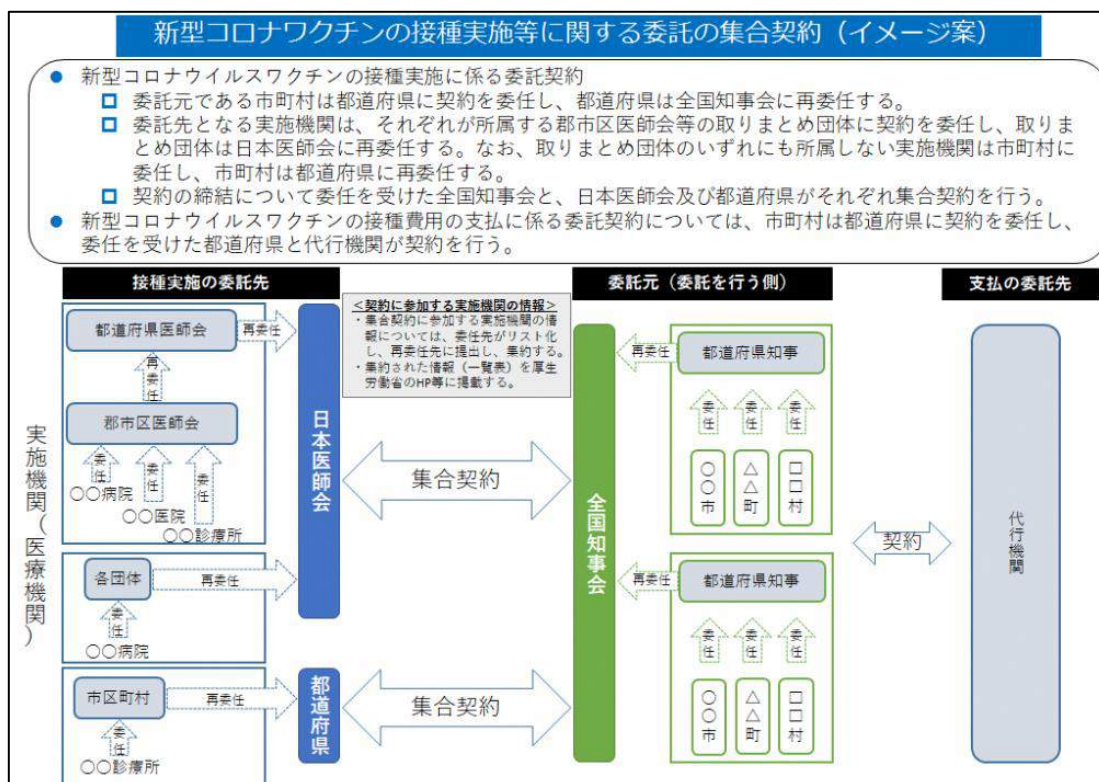 新型コロナワクチンの接種実施等に関する委託の集合契約（イメージ案）
● 新型コロナウイルスワクチンの接種実施に係る委託契約
□ 委託元である市町村は都道府県に契約を委任し、都道府県は全国知事会に再委任する。
□ 委託先となる実施機関は、それぞれが所属する郡市区医師会等の取りまとめ団体に契約を委任し、取りま
とめ団体は日本医師会に再委任する。なお、取りまとめ団体のいずれにも所属しない実施機関は市町村に
委任し、市町村は都道府県に再委任する。
□ 契約の締結について委任を受けた全国知事会と、日本医師会及び都道府県がそれぞれ集合契約を行う。
● 新型コロナウイルスワクチンの接種費用の支払に係る委託契約については、市町村は都道府県に契約を委任し、
委任を受けた都道府県と代行機関が契約を行う。
接種実施の委託先
委託元（委託を行う側）
支払の委託先
実施機関（医療機関）
都道府県医師会
再委任
再委任
郡市区医師会
委任
委任
委任
〇〇病院
〇〇医院
〇〇診療所
各団体
再委任
委任
〇〇病院
市区町村
再委任
委任
〇〇診療所
日本医師会
都道府県
＜契約に参加する実施機関の情報＞
・集合契約に参加する実施機関の情
報については、委任先がリスト化
し、再委任先に提出し、集約する。
・集約された情報（一覧表）を厚生
労働省のHP等に掲載する。
集合契約
集合契約
全国知事会
再委任
都道府県知事
委任
委任
委任
〇〇市
△△町
□□村
再委任
都道府県知事
委任
委任
委任
〇〇市
△△町
□□村
契約
代行機関